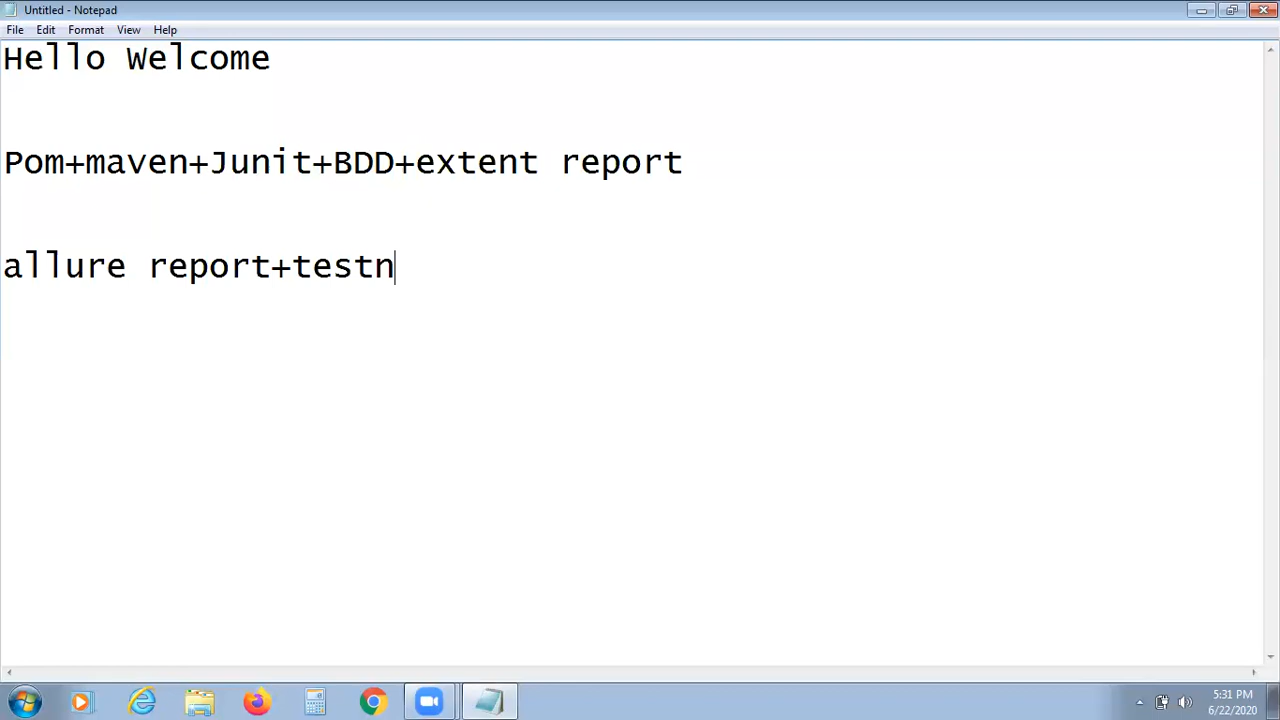 Untitled - Notepad
File Edit Format View Help
Hello Welcome
Pom+maven+Junit+BDD+extent report
allure report+testn
5:31 PM
6/22/2020